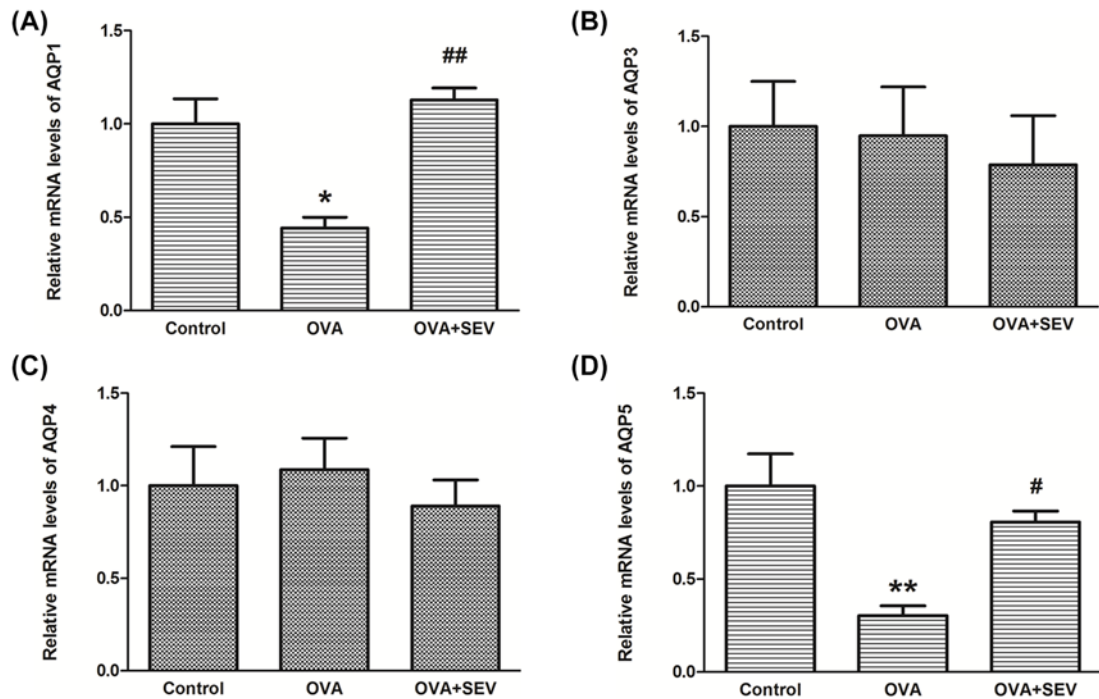 (A)
Relative mRNA levels of AQP1
1.5
1.0
0.5
0.0
*
##
Control OVA OVA+SEV
(B)
Relative mRNA levels of AQP3
1.5
1.0
0.5
0.0
Control OVA OVA+SEV
(C)
Relative mRNA levels of AQP4
1.5
1.0
0.5
0.0
Control OVA OVA+SEV
(D)
Relative mRNA levels of AQP5
1.5
1.0
0.5
0.0
**
#
Control OVA OVA+SEV